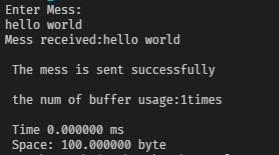 Enter Mess:
hello world
Mess received:hello world
The mess is sent successfully
the num of buffer usage:1times
Time 0.000000 ms
Space: 100.000000 byte